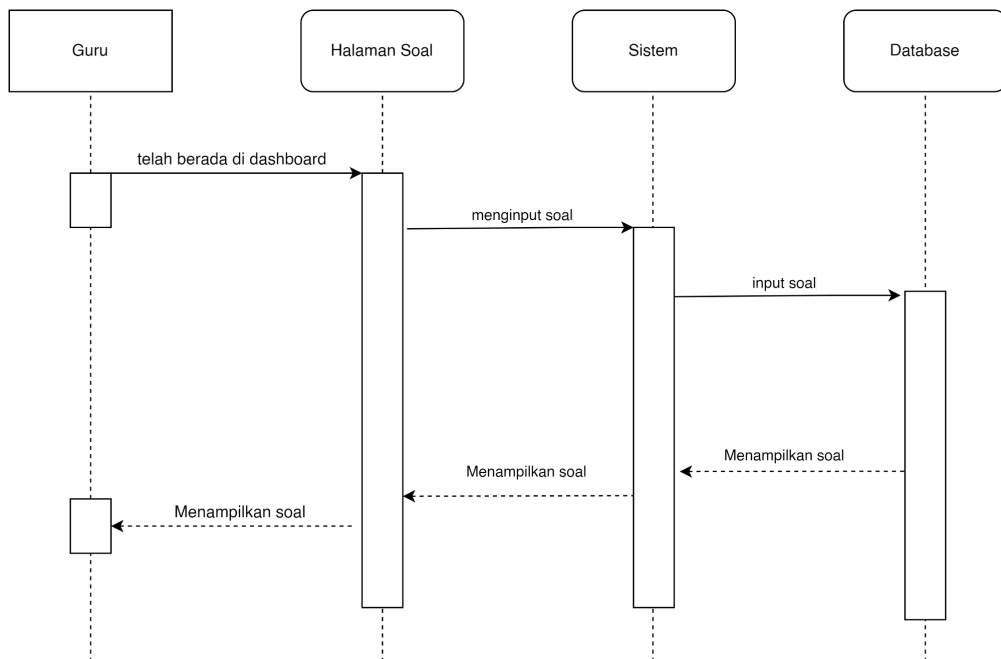 Guru
Halaman Soal
Sistem
Database
telah berada di dashboard
menginput soal
input soal
Menampilkan soal
Menampilkan soal
Menampilkan soal